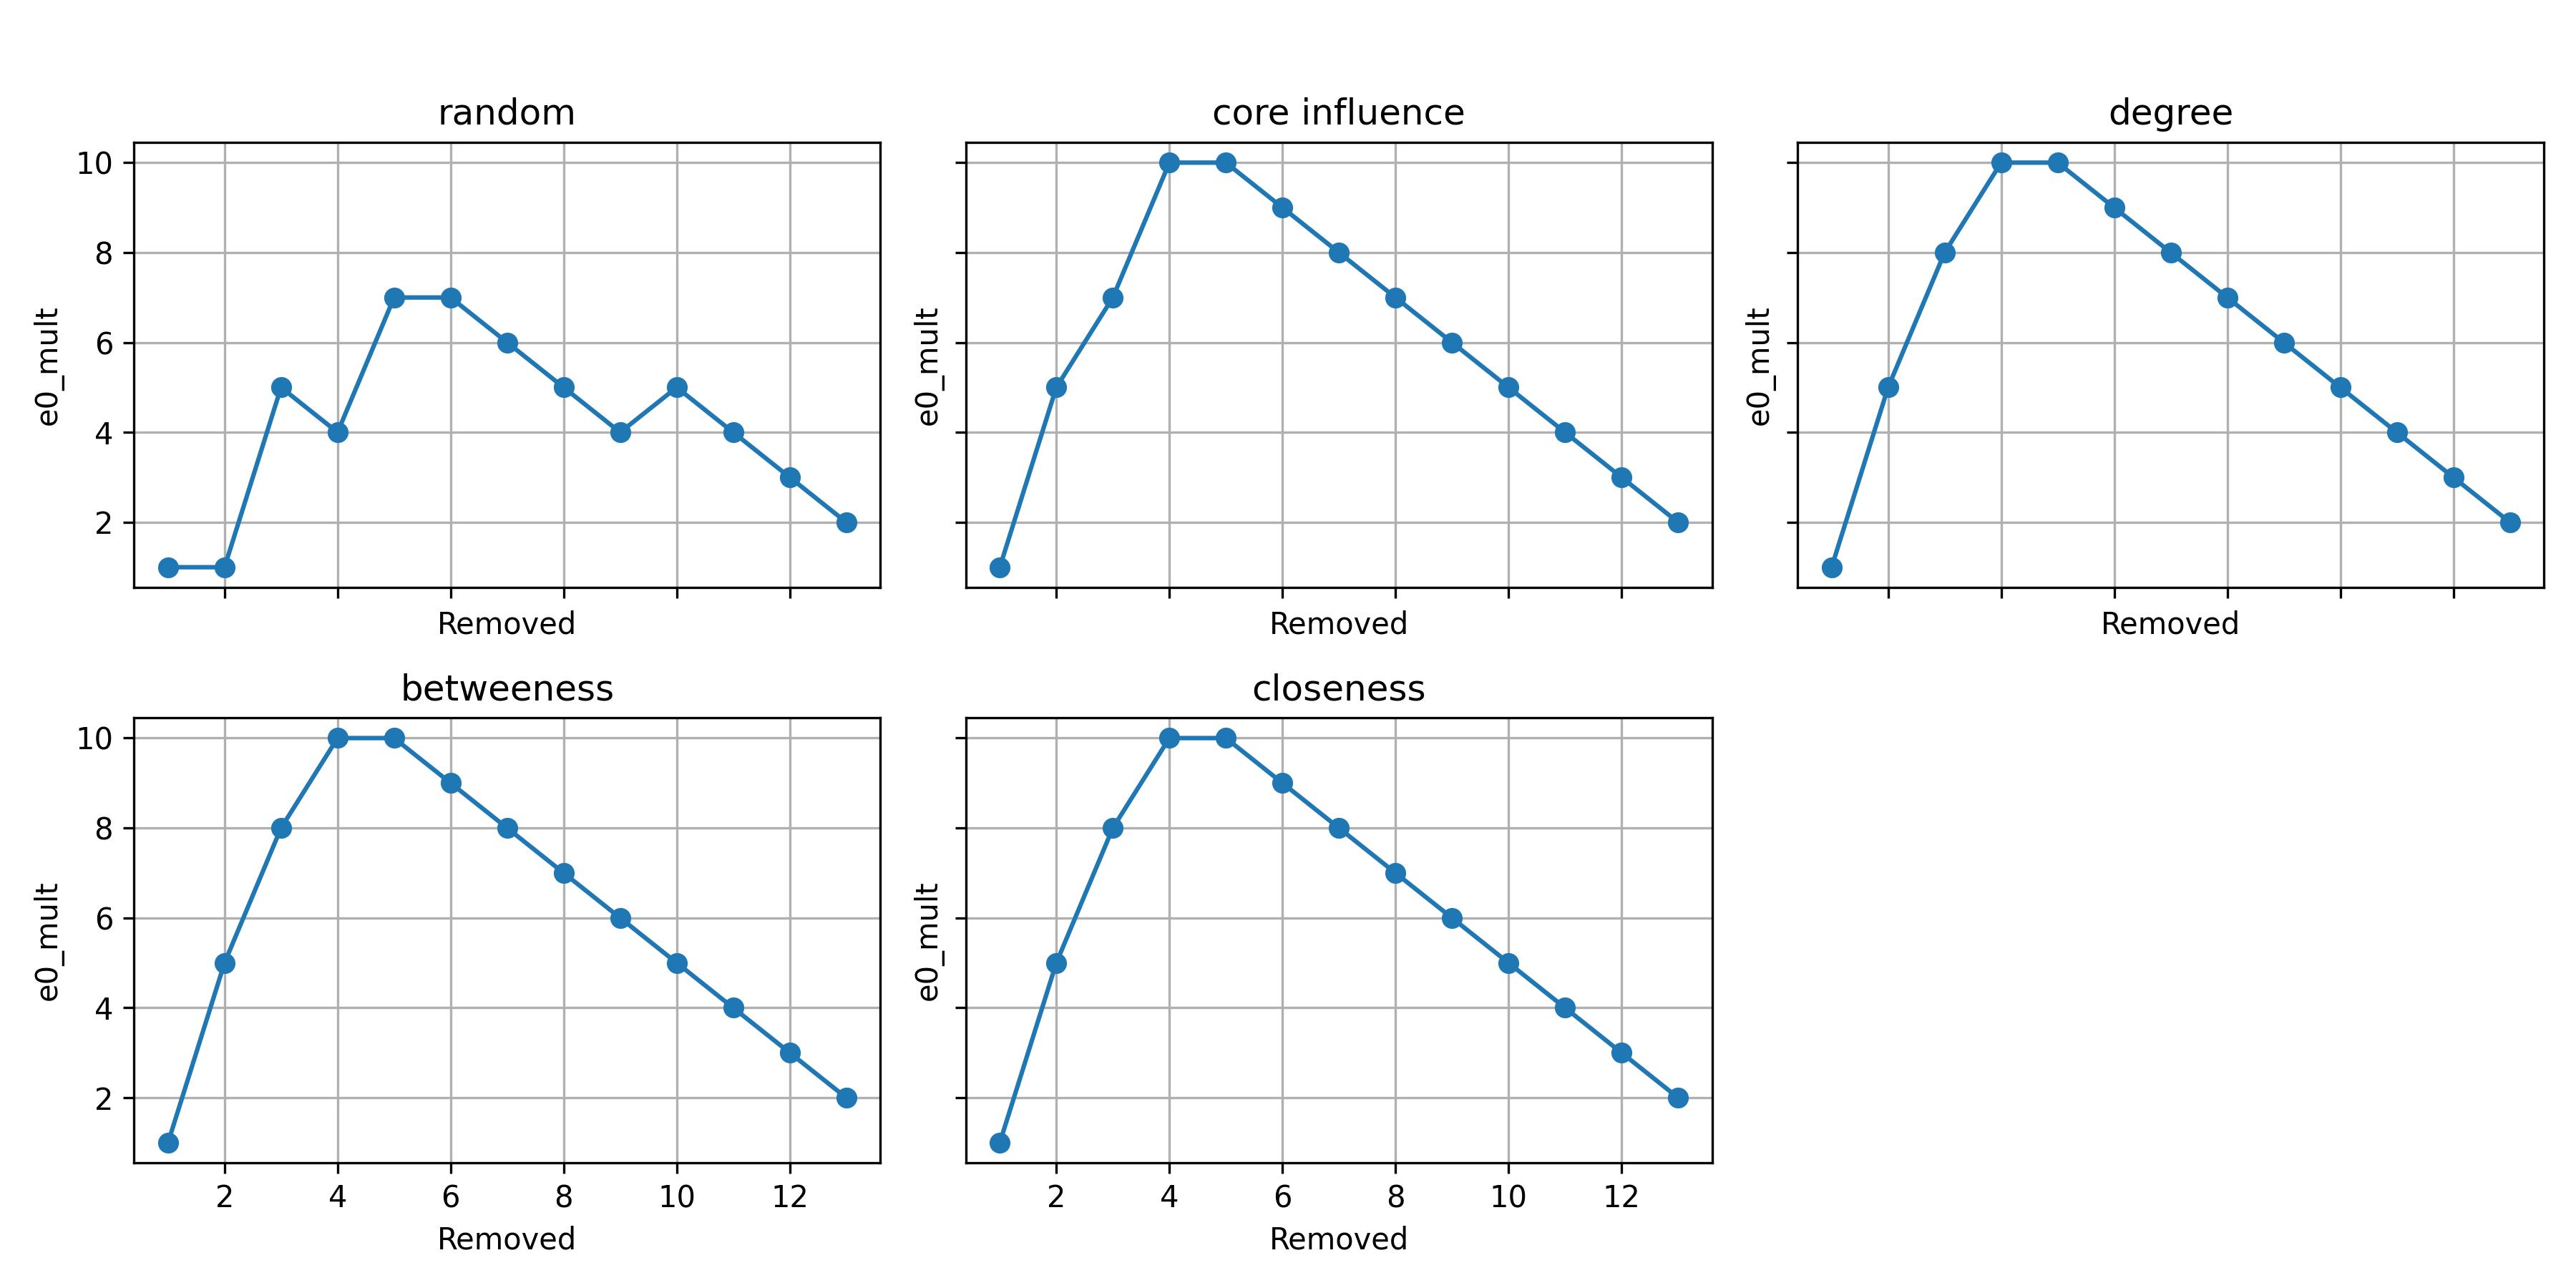 random
core influence
degree
10
8
6
4
2
e0_mult
e0_mult
e0_mult
Removed
Removed
Removed
betweeness
closeness
10
8
6
4
2
e0_mult
e0_mult
2 4 6 8 10 12
2 4 6 8 10 12
Removed
Removed